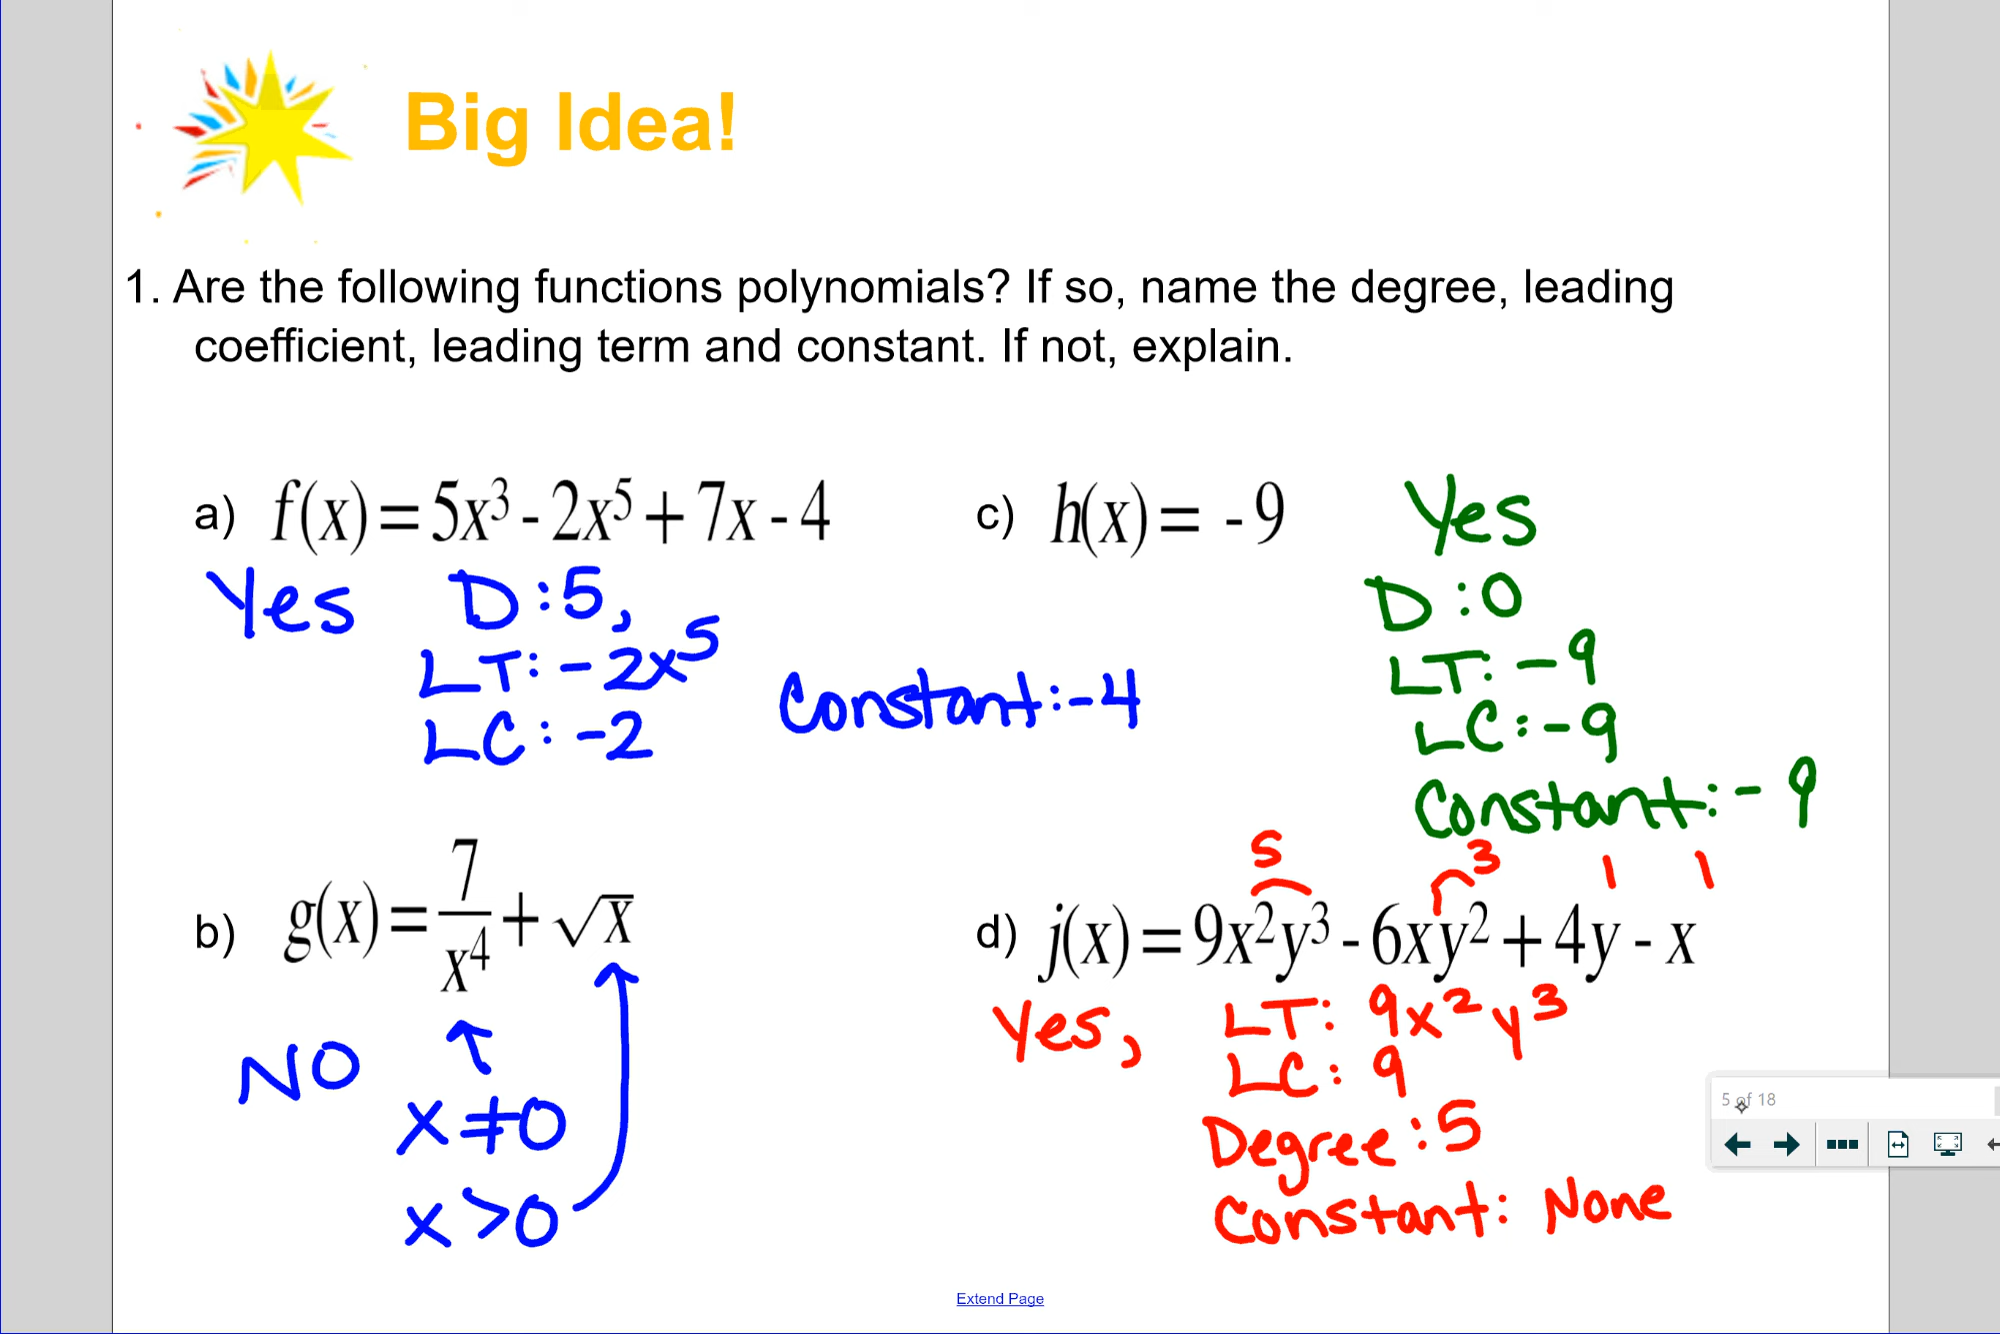 Big Idea!
1. Are the following functions polynomials? If so, name the degree, leading
coefficient, leading term and constant. If not, explain.
a) f(x) = 5x³ - 2x⁵ + 7x - 4
Yes D:5,
LT: -2x⁵
LC: -2
Constant: -4
c) h(x) = -9
Yes
D:0
LT: -9
LC: -9
Constant: -9
b) g(x) = 7/x⁴ + √x
NO
x≠0
x>0
5 3 1 1
d) j(x) = 9x²y³ - 6xy² + 4y - x
Yes,
LT: 9x²y³
LC: 9
Degree: 5
Constant: None
5 of 18
Extend Page